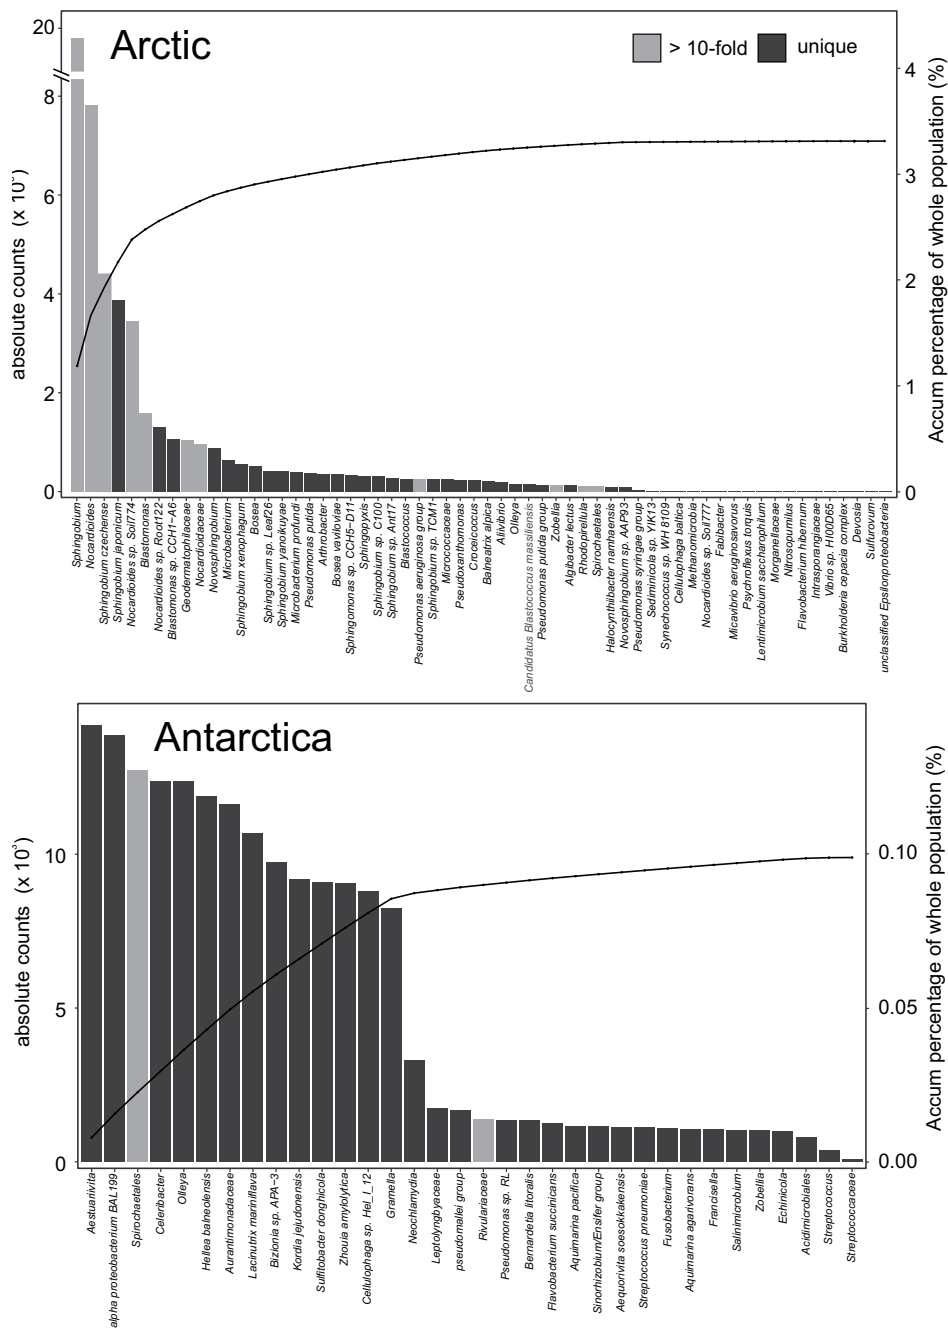 Arctic
> 10-fold
unique
20
8
6
4
2
0
absolute counts (x 10
4
3
2
1
0
Accum percentage of whole population (%)
Sphingobium
Nocardioides
Sphingobium czechense
Sphingobium japonicum
Nocardioides sp. Soil774
Blastomonas
Nocardioides sp. Root122
Blastomonas sp. CCH1-A6
Geodermatophilaceae
Nocardioidaceae
Novosphingobium
Microbacterium
Sphingobium xenophagum
Bosea
Sphingobium sp. Leaf26
Sphingobium yanoikuyae
Microbacterium profundi
Pseudomonas putida
Arthrobacter
Bosea vaviloviae
Sphingomonas sp. CCH5-D11
Sphingopyxis
Sphingobium sp. C100
Sphingobium sp. Ant17
Blastococcus
Pseudomonas aeruginosa group
Sphingobium sp. TCM1
Micrococcaceae
Pseudoxanthomonas
Croceicoccus
Balneatrix alpica
Aliivibrio
Olleya
Candidatus Blastococcus massiliensis
Pseudomonas putida group
Zobellia
Algibacter lectus
Rhodopirellula
Spirochaetales
Halocynthiibacter namhaensis
Novosphingobium sp. AAP93
Pseudomonas syringae group
Sediminicola sp. YIK13
Synechococcus sp. WH 8109
Cellulophaga baltica
Methanomicrobia
Nocardioides sp. Soil777
Fabibacter
Micavibrio aeruginosavorus
Psychroflexus torquis
Lentimicrobium saccharophilum
Morganellaceae
Nitrosopumilus
Flavobacterium hibernum
Intrasporangiaceae
Vibrio sp. HI00D65
Burkholderia cepacia complex
Devosia
Sulfurovum
unclassified Epsilonproteobacteria
Antarctica
10
5
0
absolute counts (x 10³)
0.10
0.05
0.00
Accum percentage of whole population (%)
Aestuariivita
alpha proteobacterium BAL199
Spirochaetales
Celeribacter
Olleya
Hellea balneolensis
Aurantimonadaceae
Lacinutrix mariniflava
Bizionia sp. APA-3
Kordia jejudonensis
Sulfitobacter donghicola
Zhouia amylolytica
Cellulophaga sp. Hel_I_12
Gramella
Neochlamydia
Leptolyngbyaceae
pseudomallei group
Rivulariaceae
Pseudomonas sp. RL
Bernardetia litoralis
Flavobacterium succinicans
Aquimarina pacifica
Sinorhizobium/Ensifer group
Aequorivita soesokkakensis
Streptococcus pneumoniae
Fusobacterium
Aquimarina agarivorans
Francisella
Salinimicrobium
Zobellia
Echinicola
Acidimicrobiales
Streptococcus
Streptococcaceae